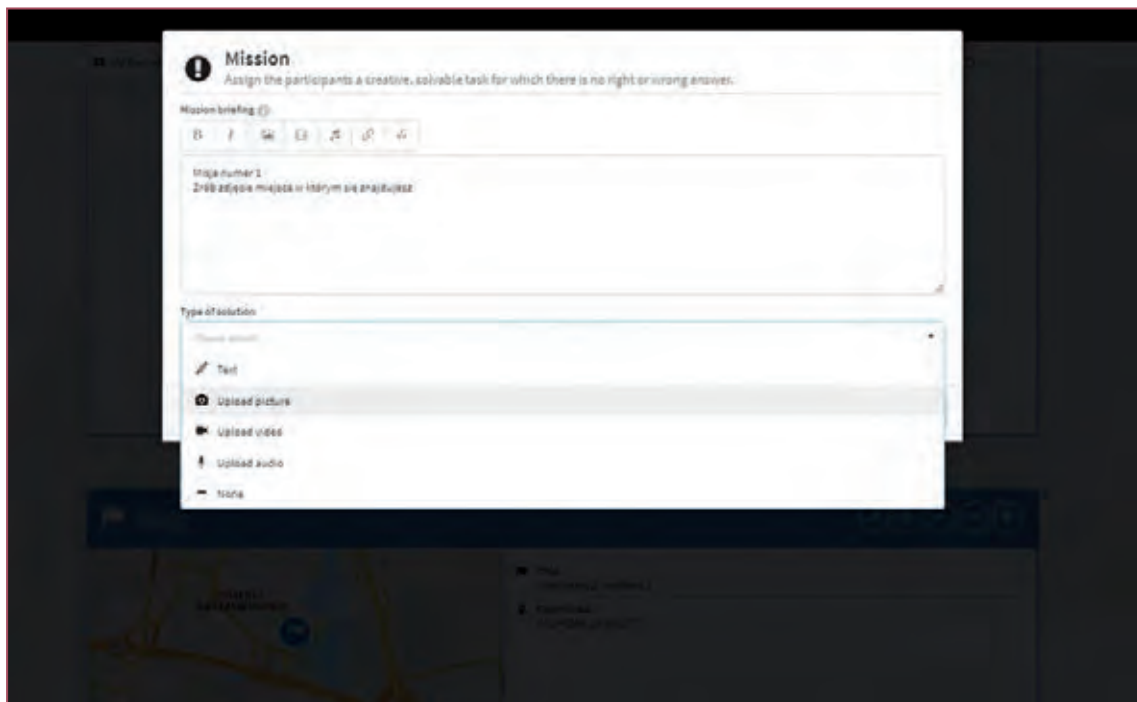 Mission
Assign the participants a creative, solvable task for which there is no right or wrong answer.
Mission briefing
B I
Misja numer 1
Zrób zdjęcie miejsca w którym się znajdujesz
Type of solution
Text
Upload picture
Upload video
Upload audio
None